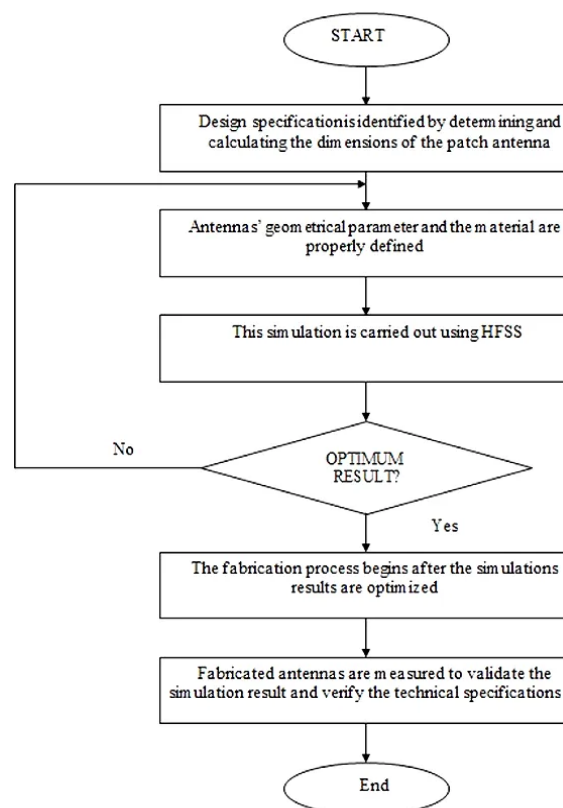 START
Design specification is identified by determining and
calculating the dimensions of the patch antenna
Antennas' geometrical parameter and the material are
properly defined
This simulation is carried out using HFSS
No
OPTIMUM
RESULT?
Yes
The fabrication process begins after the simulations
results are optimized
Fabricated antennas are measured to validate the
simulation result and verify the technical specifications
End